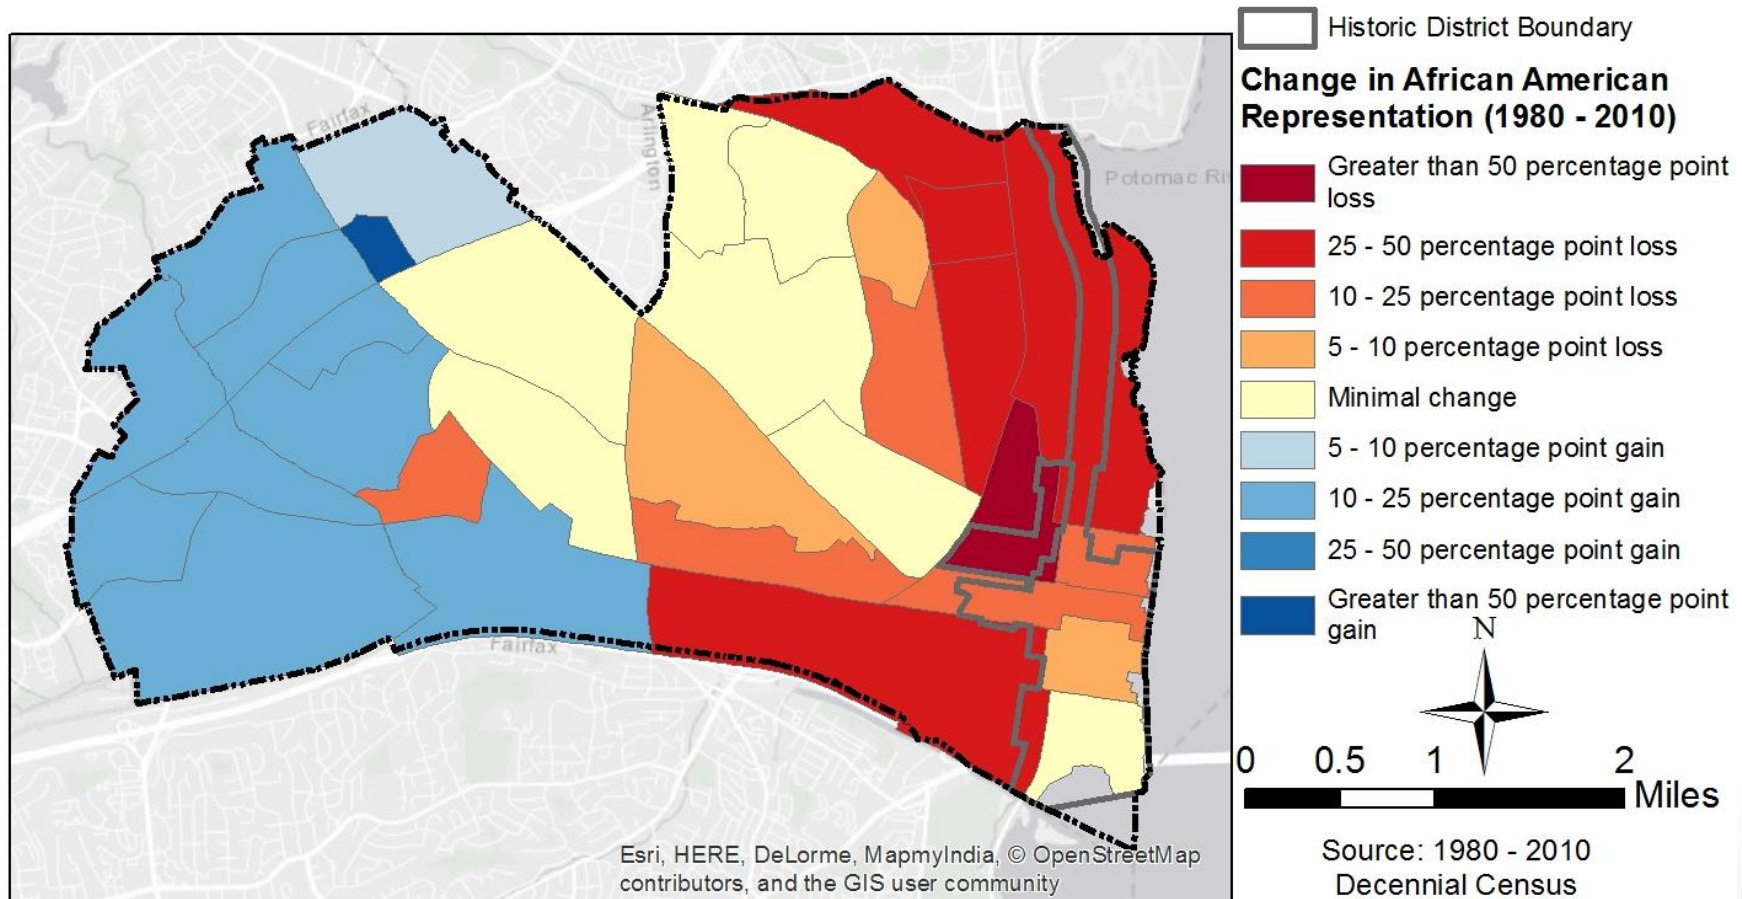 Fairfax
Arlington
Potomac Riv
Fairfax
Esri, HERE, DeLorme, MapmyIndia, © OpenStreetMap
contributors, and the GIS user community
Historic District Boundary
Change in African American
Representation (1980 - 2010)
Greater than 50 percentage point
loss
25 - 50 percentage point loss
10 - 25 percentage point loss
5 - 10 percentage point loss
Minimal change
5 - 10 percentage point gain
10 - 25 percentage point gain
25 - 50 percentage point gain
Greater than 50 percentage point
gain
N
0 0.5 1 2
Miles
Source: 1980 - 2010
Decennial Census